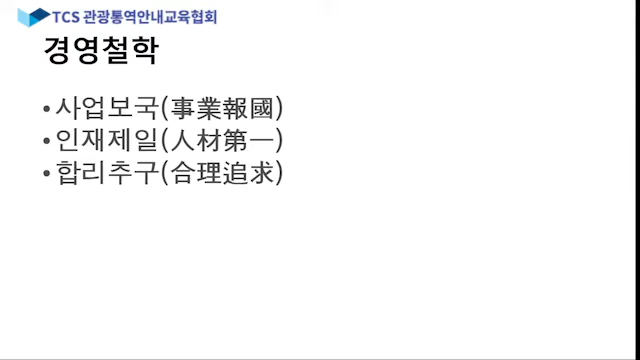 TCS 관광통역안내교육협회
경영철학
• 사업보국(事業報國)
• 인재제일(人材第一)
• 합리추구(合理追求)